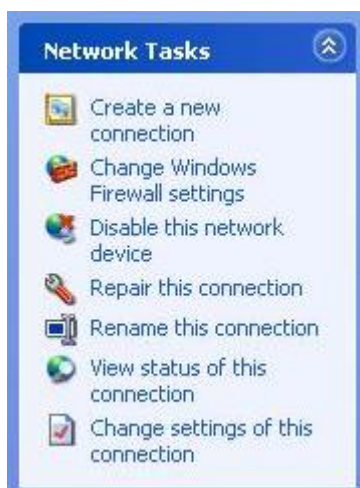 Network Tasks
Create a new
connection
Change Windows
Firewall settings
Disable this network
device
Repair this connection
Rename this connection
View status of this
connection
Change settings of this
connection